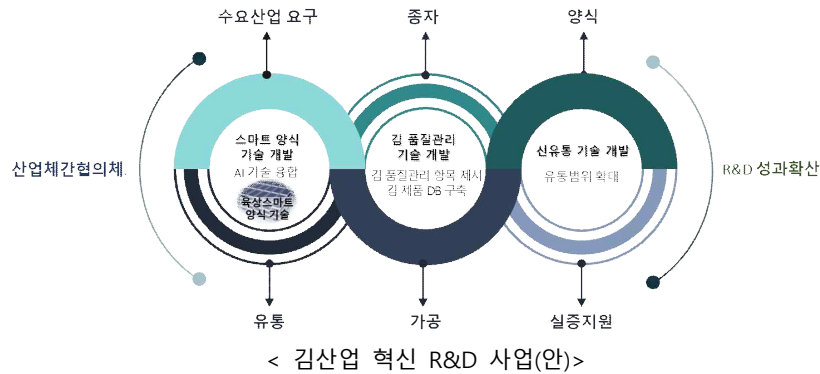 수요산업 요구
종자
양식
산업체간협의체.
스마트 양식
기술 개발
AI 기술 융합
육상스마트
양식기술
김 품질관리
기술 개발
김 품질관리 항목 제시
김 제품 DB 구축
신유통 기술 개발
유통범위 확대
R&D 성과확산
유통
가공
실증지원
< 김산업 혁신 R&D 사업(안)>